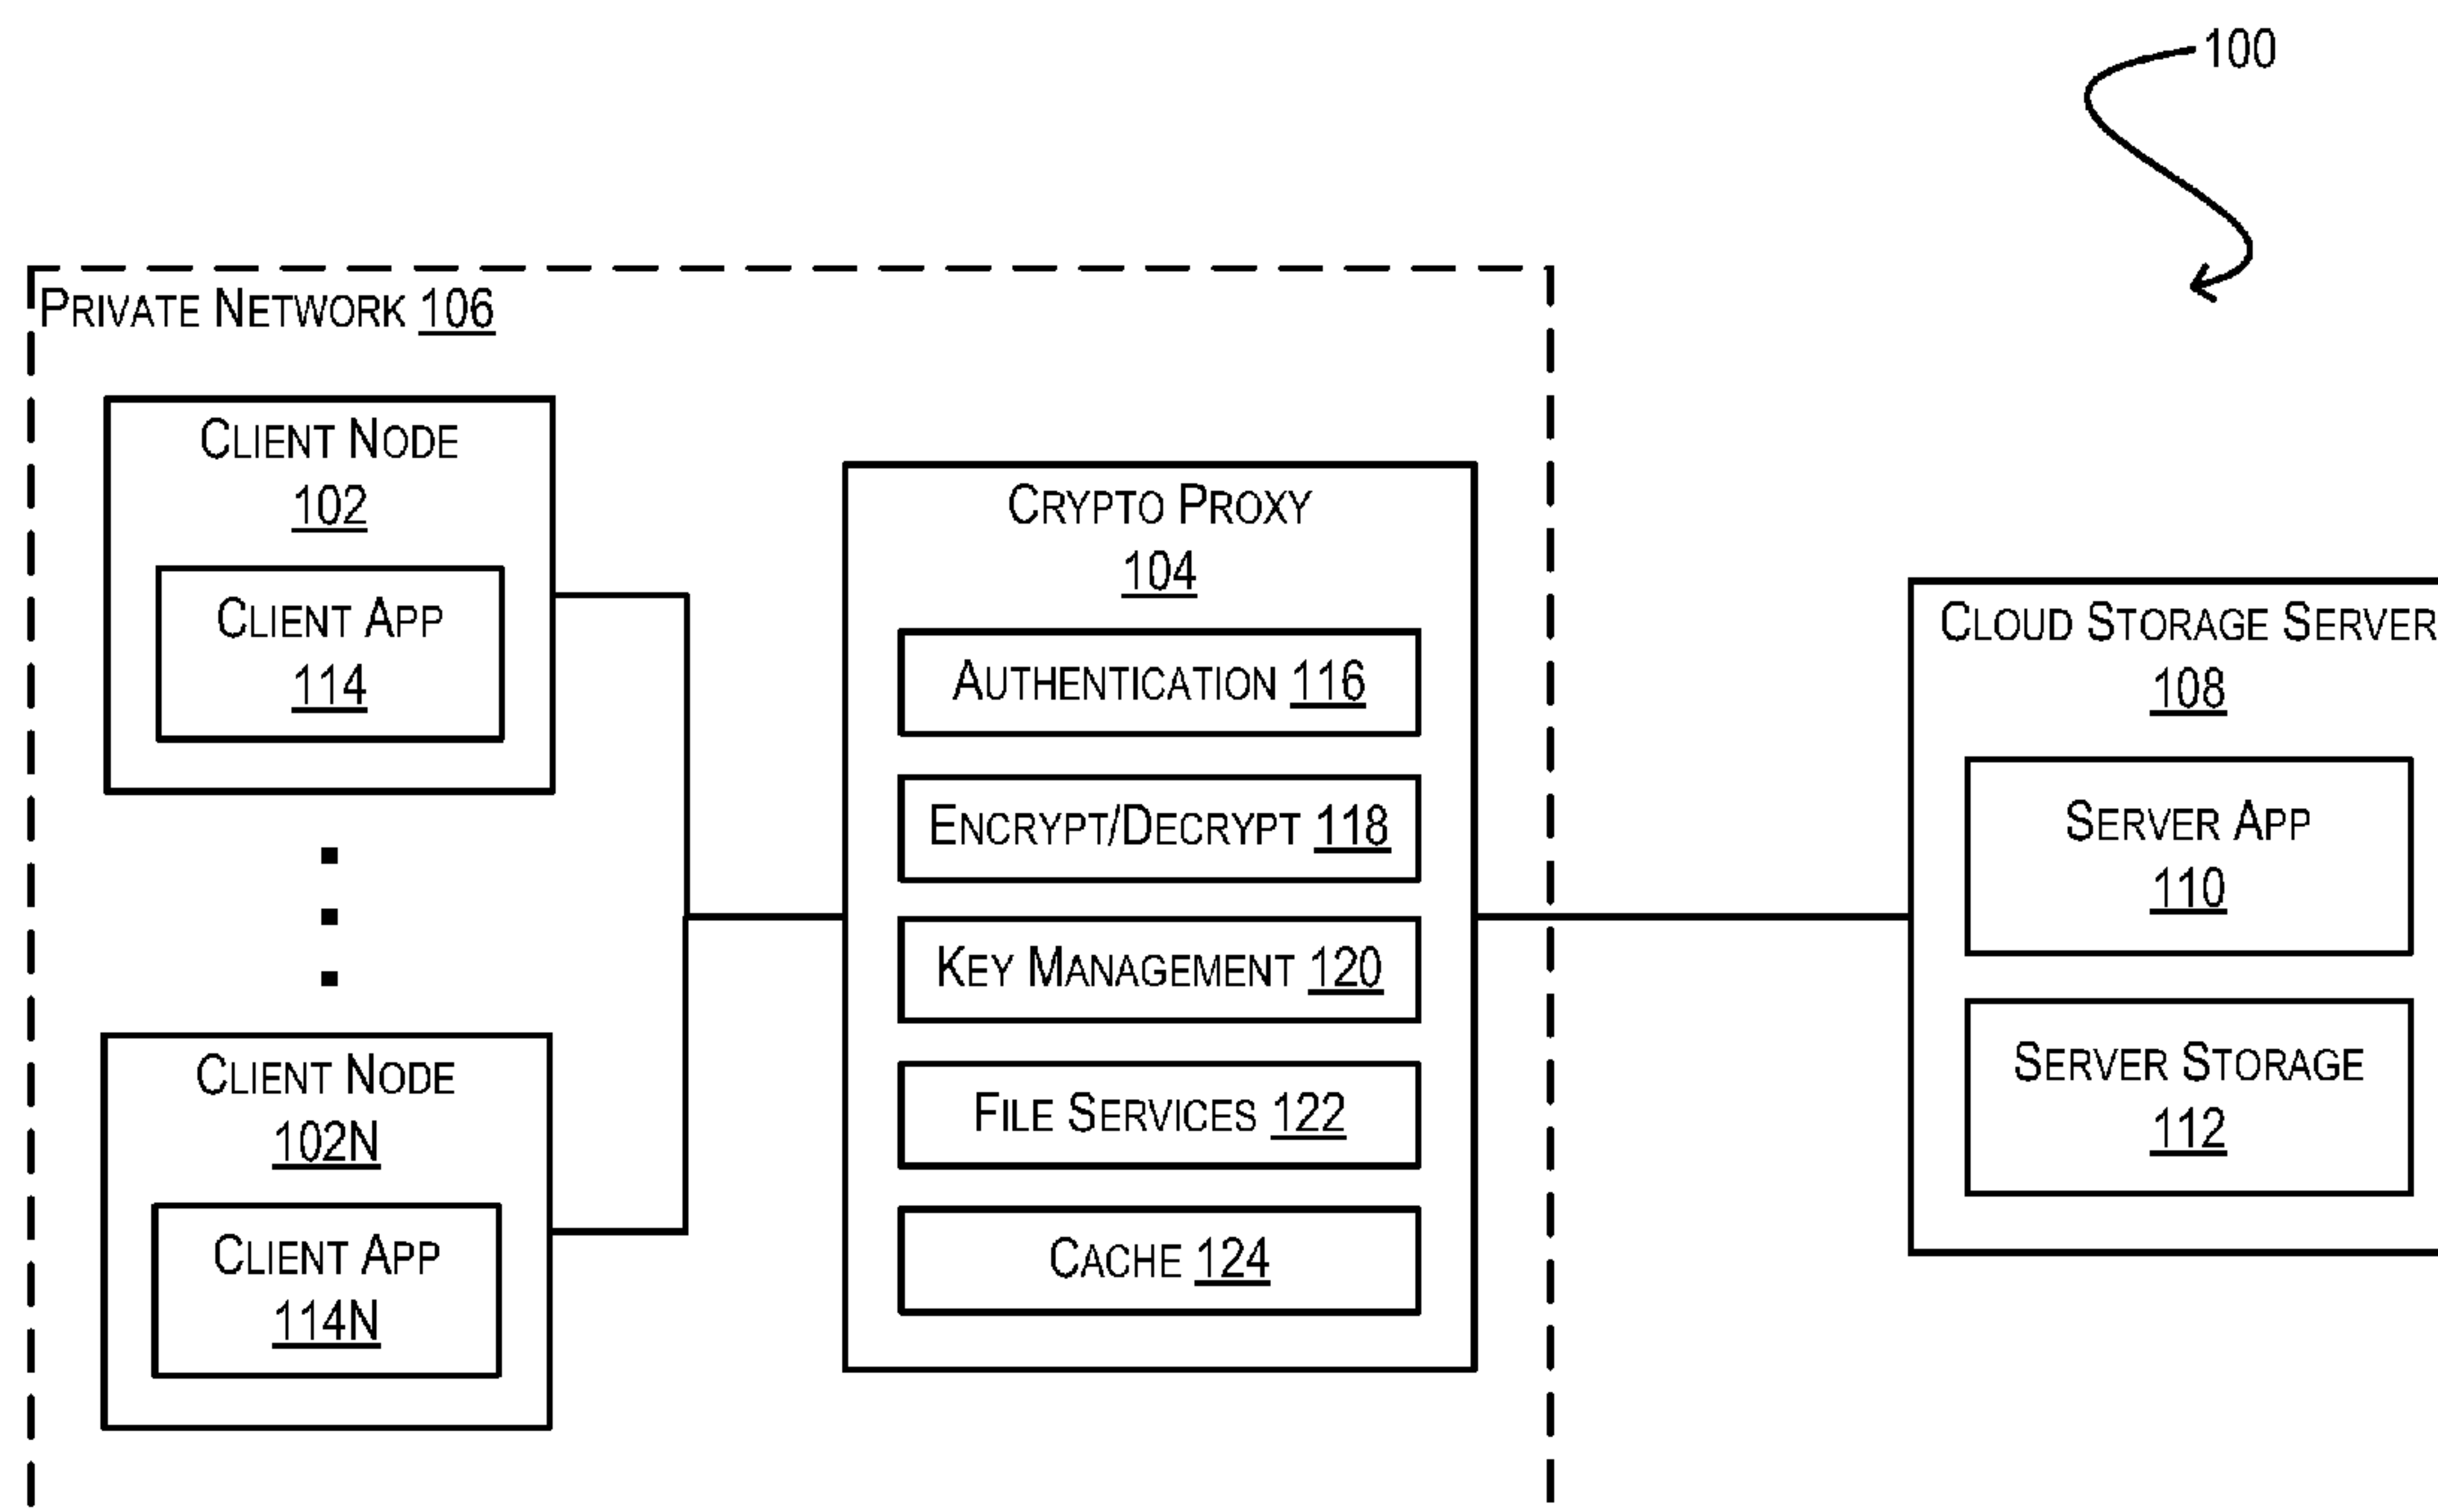 100
Private Network 106
Client Node
102
Client App
114
Client Node
102N
Client App
114N
Crypto Proxy
104
Authentication 116
Encrypt/Decrypt 118
Key Management 120
File Services 122
Cache 124
Cloud Storage Server
108
Server App
110
Server Storage
112